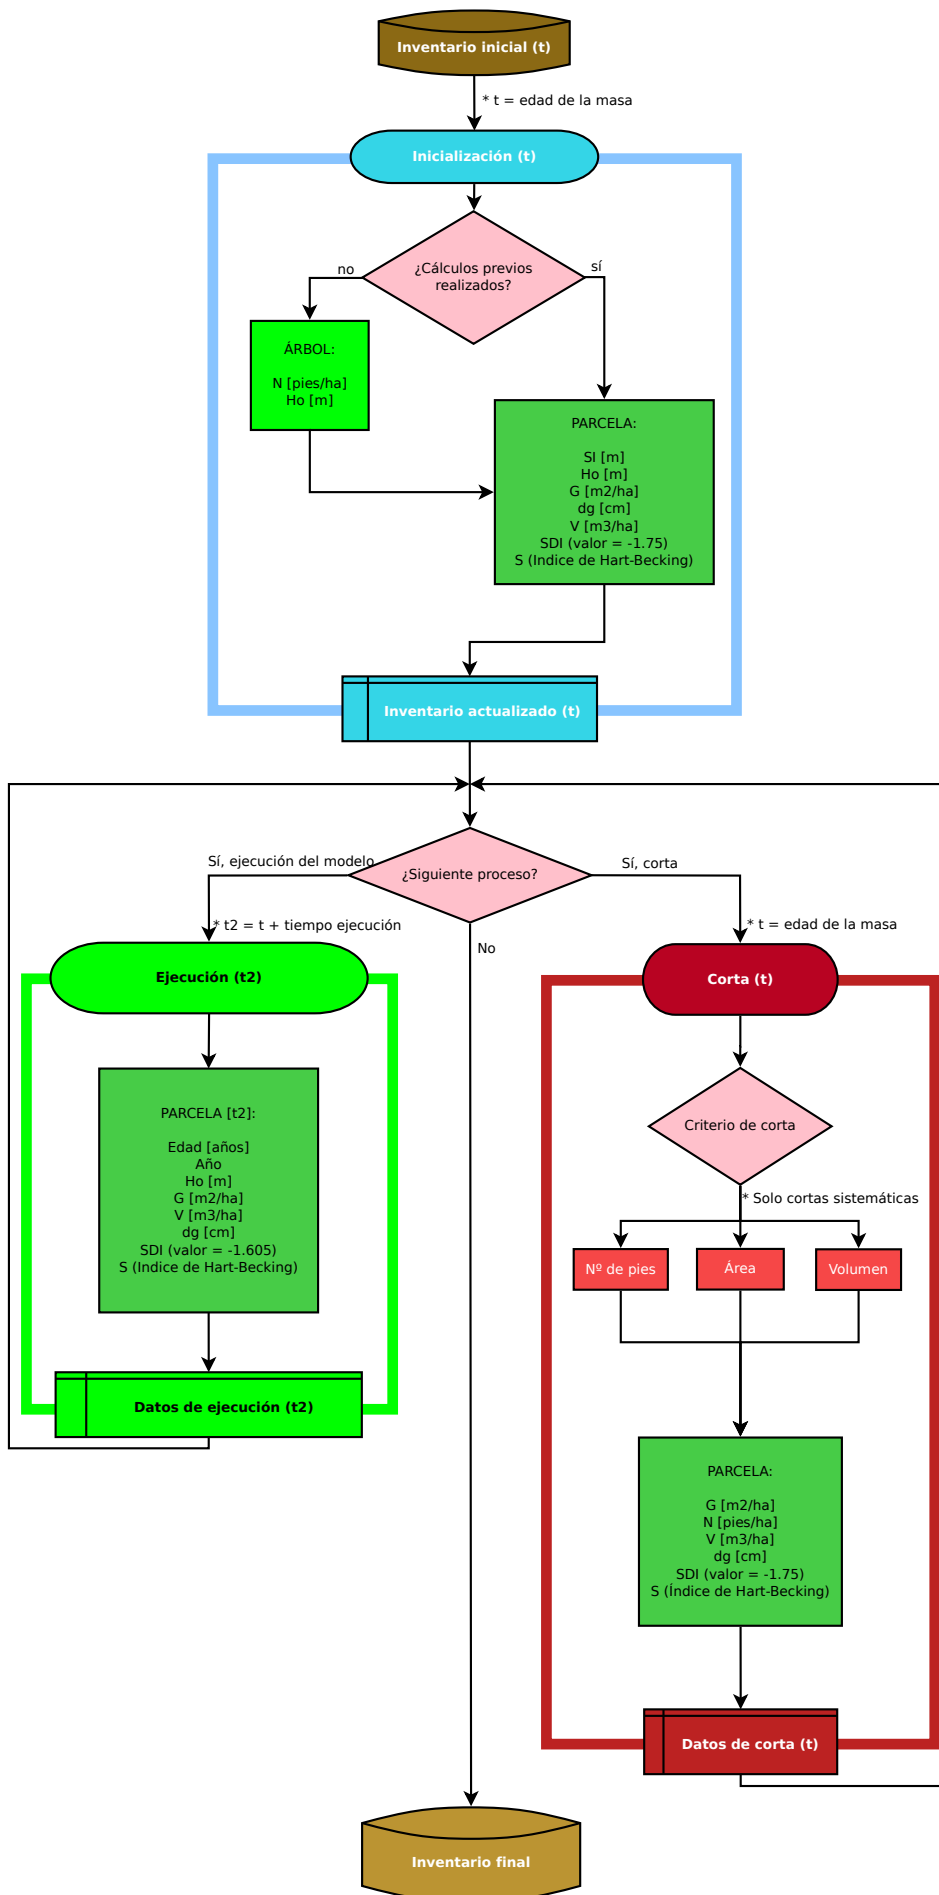 Inventario inicial (t)
* t = edad de la masa
Inicialización (t)
¿Cálculos previos
realizados?
no
sí
ÁRBOL:
N [pies/ha]
Ho [m]
PARCELA:
SI [m]
Ho [m]
G [m2/ha]
dg [cm]
V [m3/ha]
SDI (valor = -1.75)
S (Indice de Hart-Becking)
Inventario actualizado (t)
¿Siguiente proceso?
Sí, ejecución del modelo
Sí, corta
No
* t2 = t + tiempo ejecución
Ejecución (t2)
PARCELA [t2]:
Edad [años]
Año
Ho [m]
G [m2/ha]
V [m3/ha]
dg [cm]
SDI (valor = -1.605)
S (Indice de Hart-Becking)
Datos de ejecución (t2)
* t = edad de la masa
Corta (t)
Criterio de corta
* Solo cortas sistemáticas
Nº de pies
Área
Volumen
PARCELA:
G [m2/ha]
N [pies/ha]
V [m3/ha]
dg [cm]
SDI (valor = -1.75)
S (Índice de Hart-Becking)
Datos de corta (t)
Inventario final